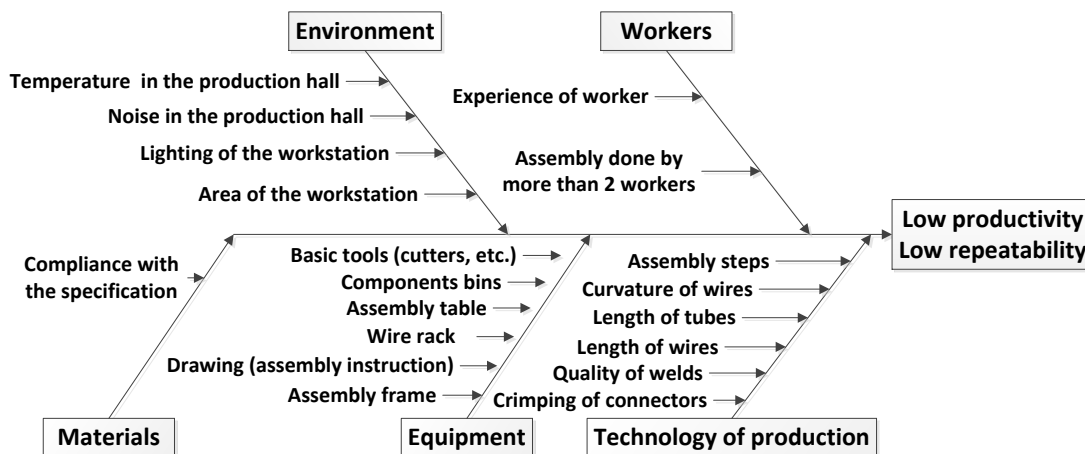 Environment
Workers
Temperature in the production hall
Experience of worker
Noise in the production hall
Lighting of the workstation
Assembly done by
more than 2 workers
Area of the workstation
Low productivity
Low repeatability
Compliance with
the specification
Basic tools (cutters, etc.)
Components bins
Assembly table
Wire rack
Drawing (assembly instruction)
Assembly frame
Assembly steps
Curvature of wires
Length of tubes
Length of wires
Quality of welds
Crimping of connectors
Materials
Equipment
Technology of production